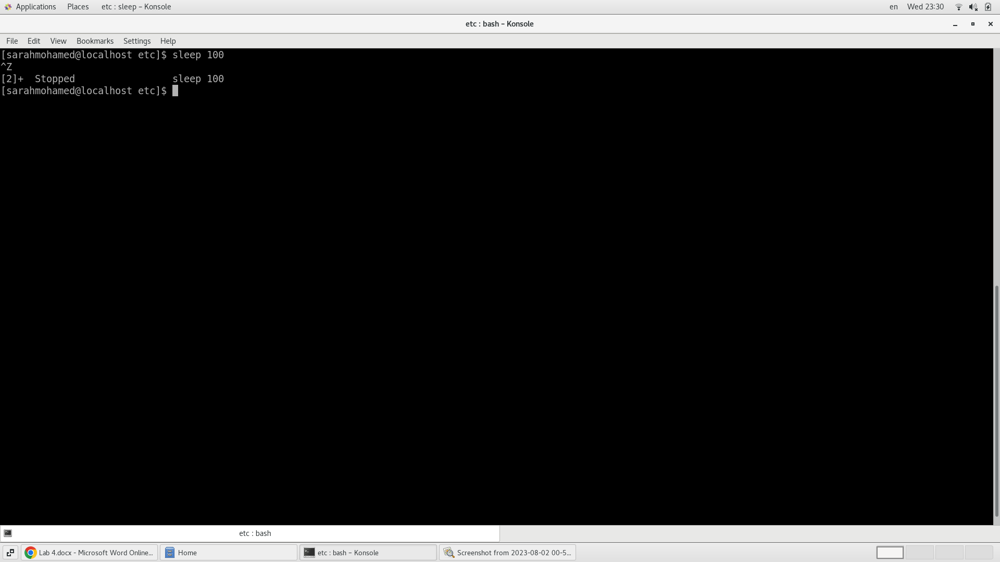 Applications Places etc : sleep – Konsole en Wed 23:30
etc : bash – Konsole
File Edit View Bookmarks Settings Help
[sarahmohamed@localhost etc]$ sleep 100
^Z
[2]+  Stopped                 sleep 100
[sarahmohamed@localhost etc]$
etc : bash
Lab 4.docx - Microsoft Word Online... Home etc : bash – Konsole Screenshot from 2023-08-02 00-5...